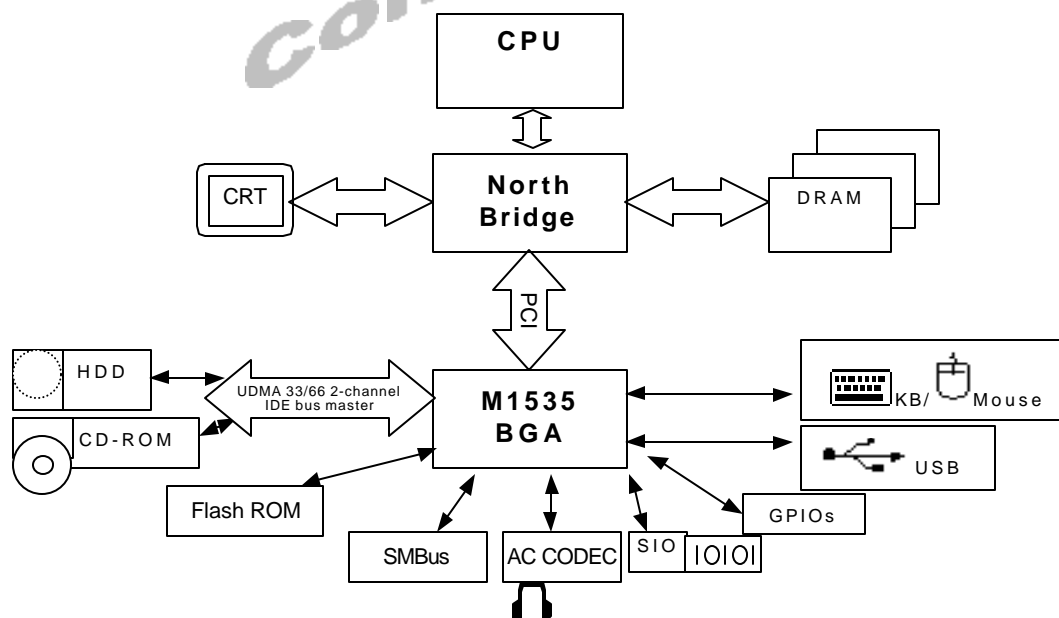 CPU
CRT
North
Bridge
DRAM
PCI
HDD
CD-ROM
UDMA 33/66 2-channel
IDE bus master
M1535
BGA
KB/ Mouse
USB
Flash ROM
GPIOs
SMBus
AC CODEC
SIO
IOIOI